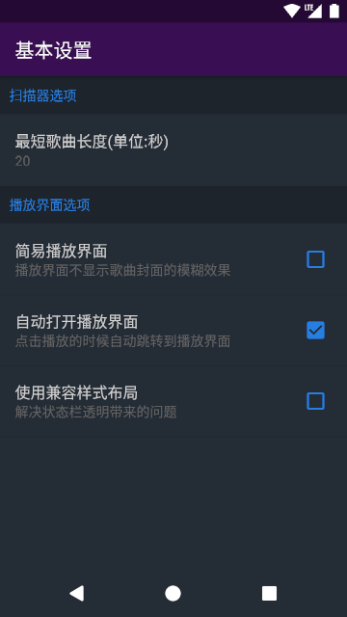 LTE
基本设置
扫描器选项
最短歌曲长度(单位:秒)
20
播放界面选项
简易播放界面
播放界面不显示歌曲封面的模糊效果
自动打开播放界面
点击播放的时候自动跳转到播放界面
使用兼容样式布局
解决状态栏透明带来的问题